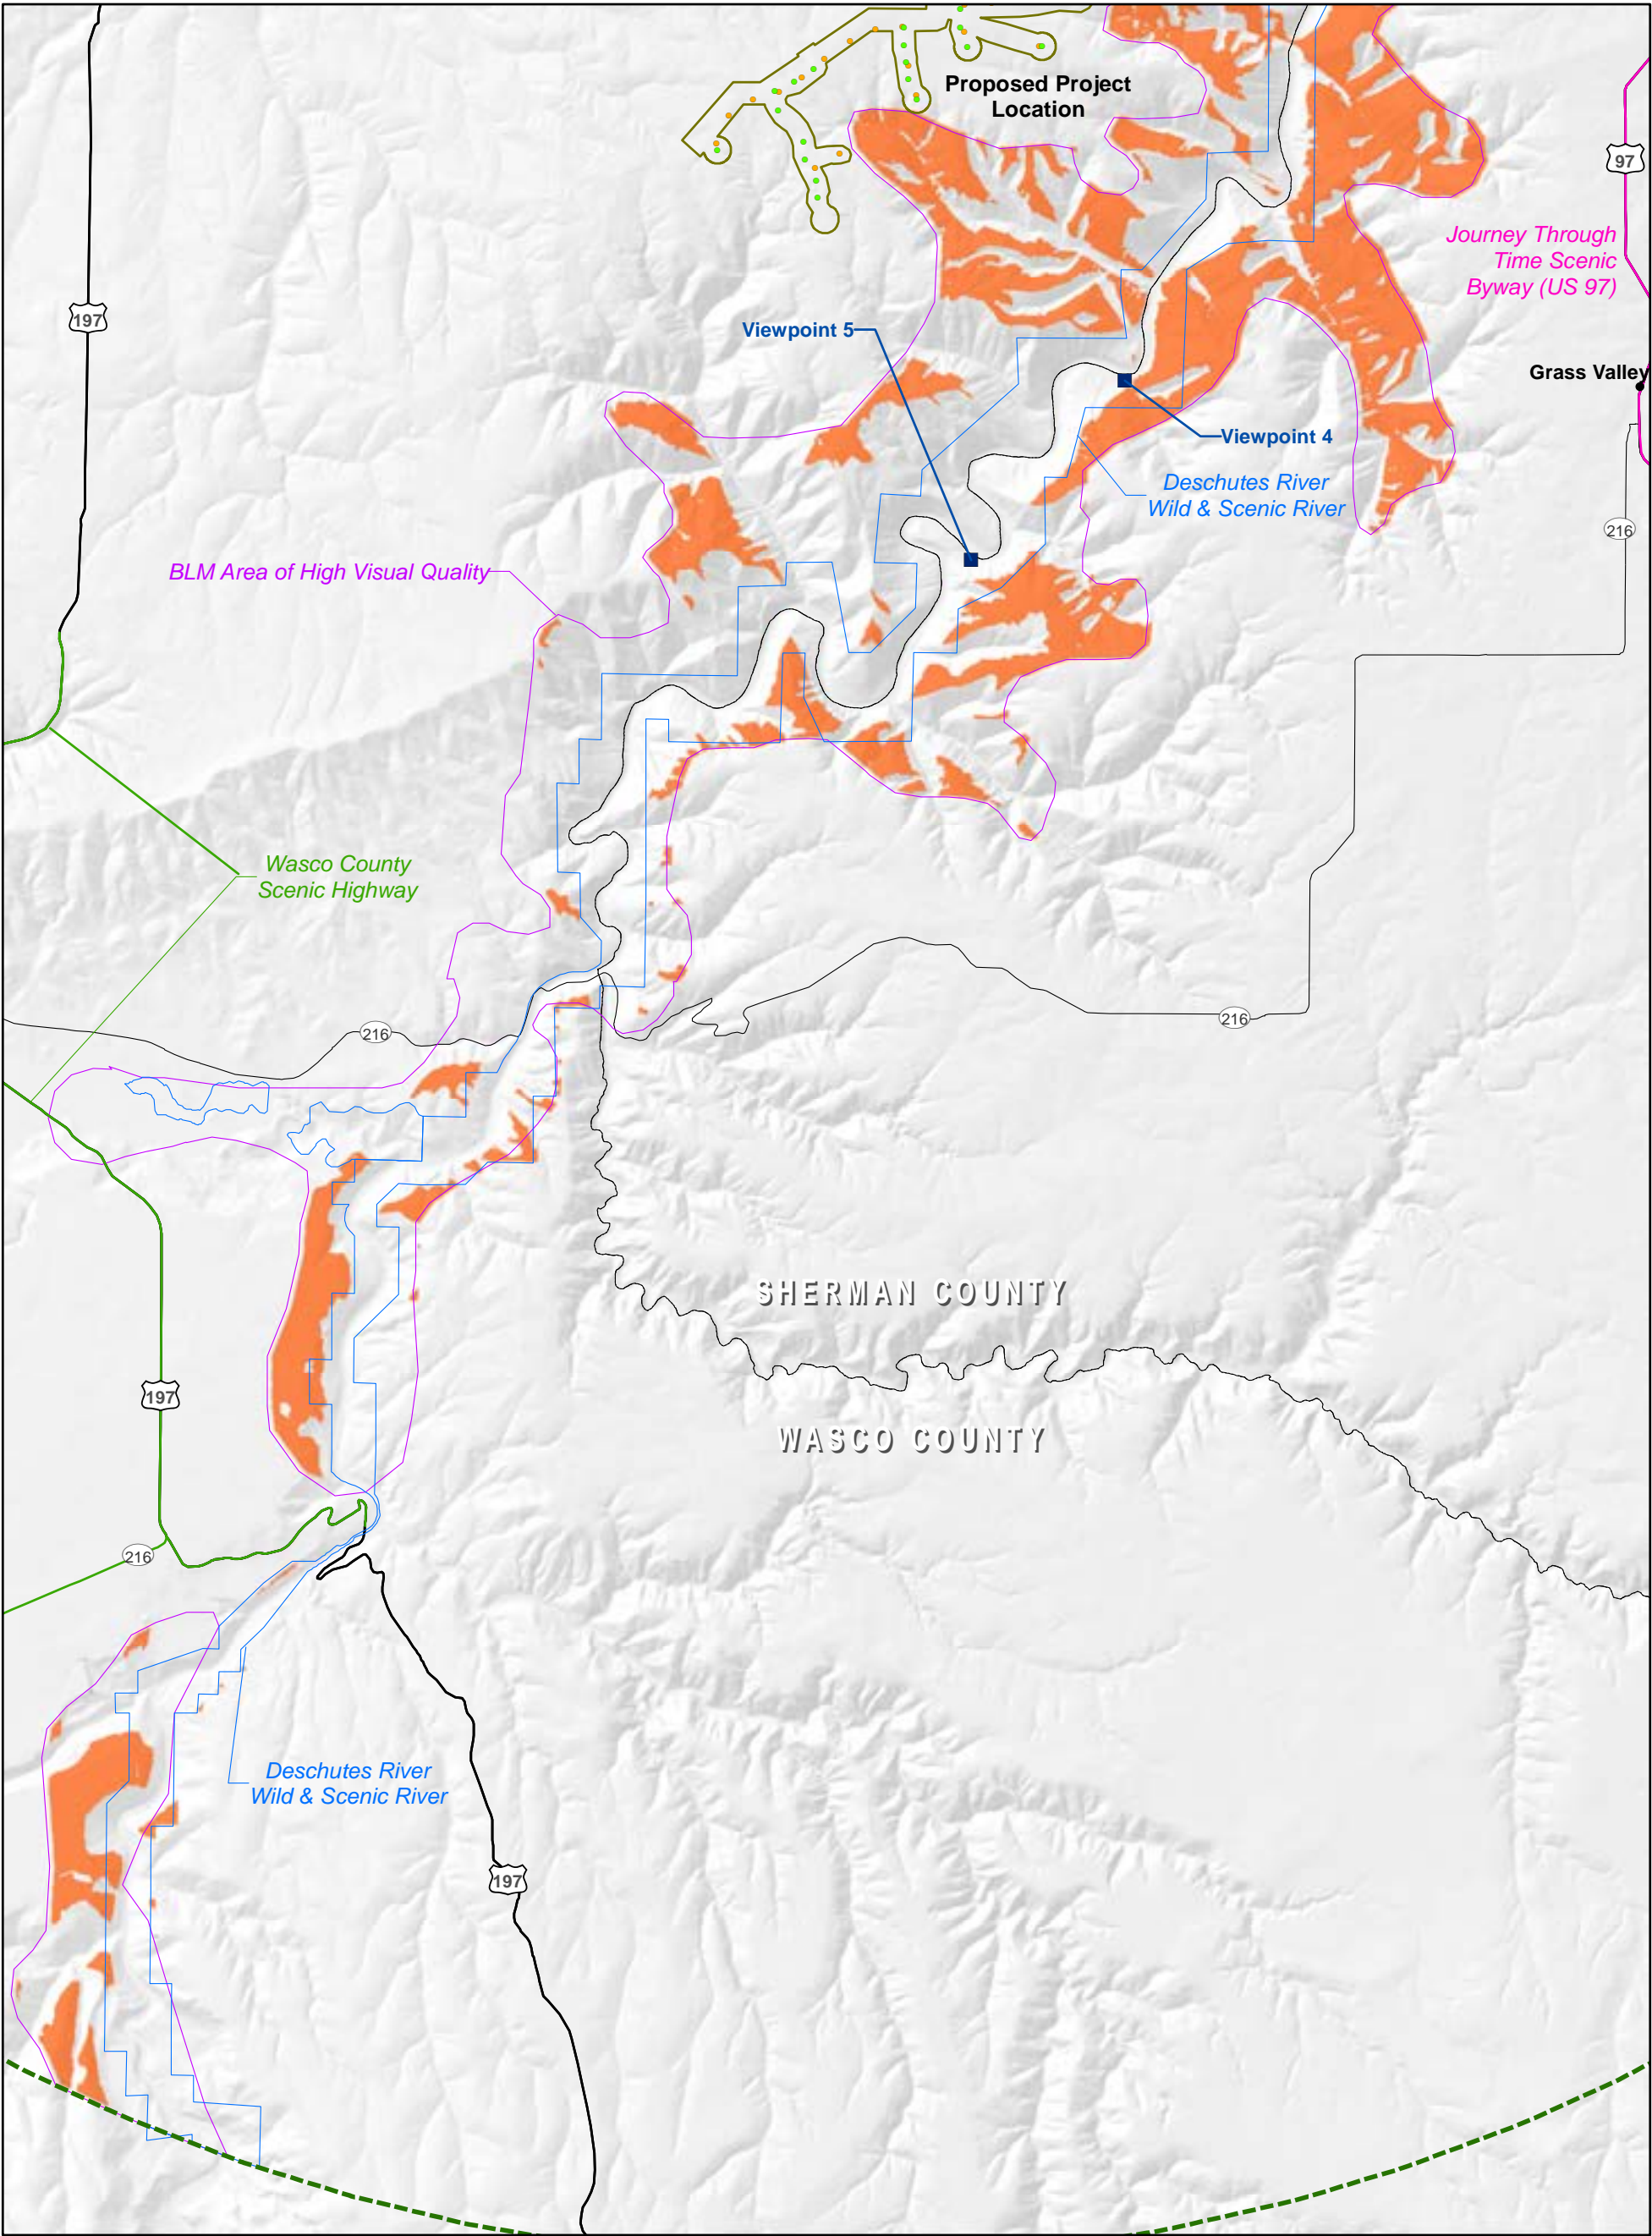 Proposed Project
Location
97
Journey Through
Time Scenic
Byway (US 97)
197
Viewpoint 5
Grass Valley
Viewpoint 4
Deschutes River
Wild & Scenic River
216
BLM Area of High Visual Quality
Wasco County
Scenic Highway
216
216
SHERMAN COUNTY
197
WASCO COUNTY
216
Deschutes River
Wild & Scenic River
197